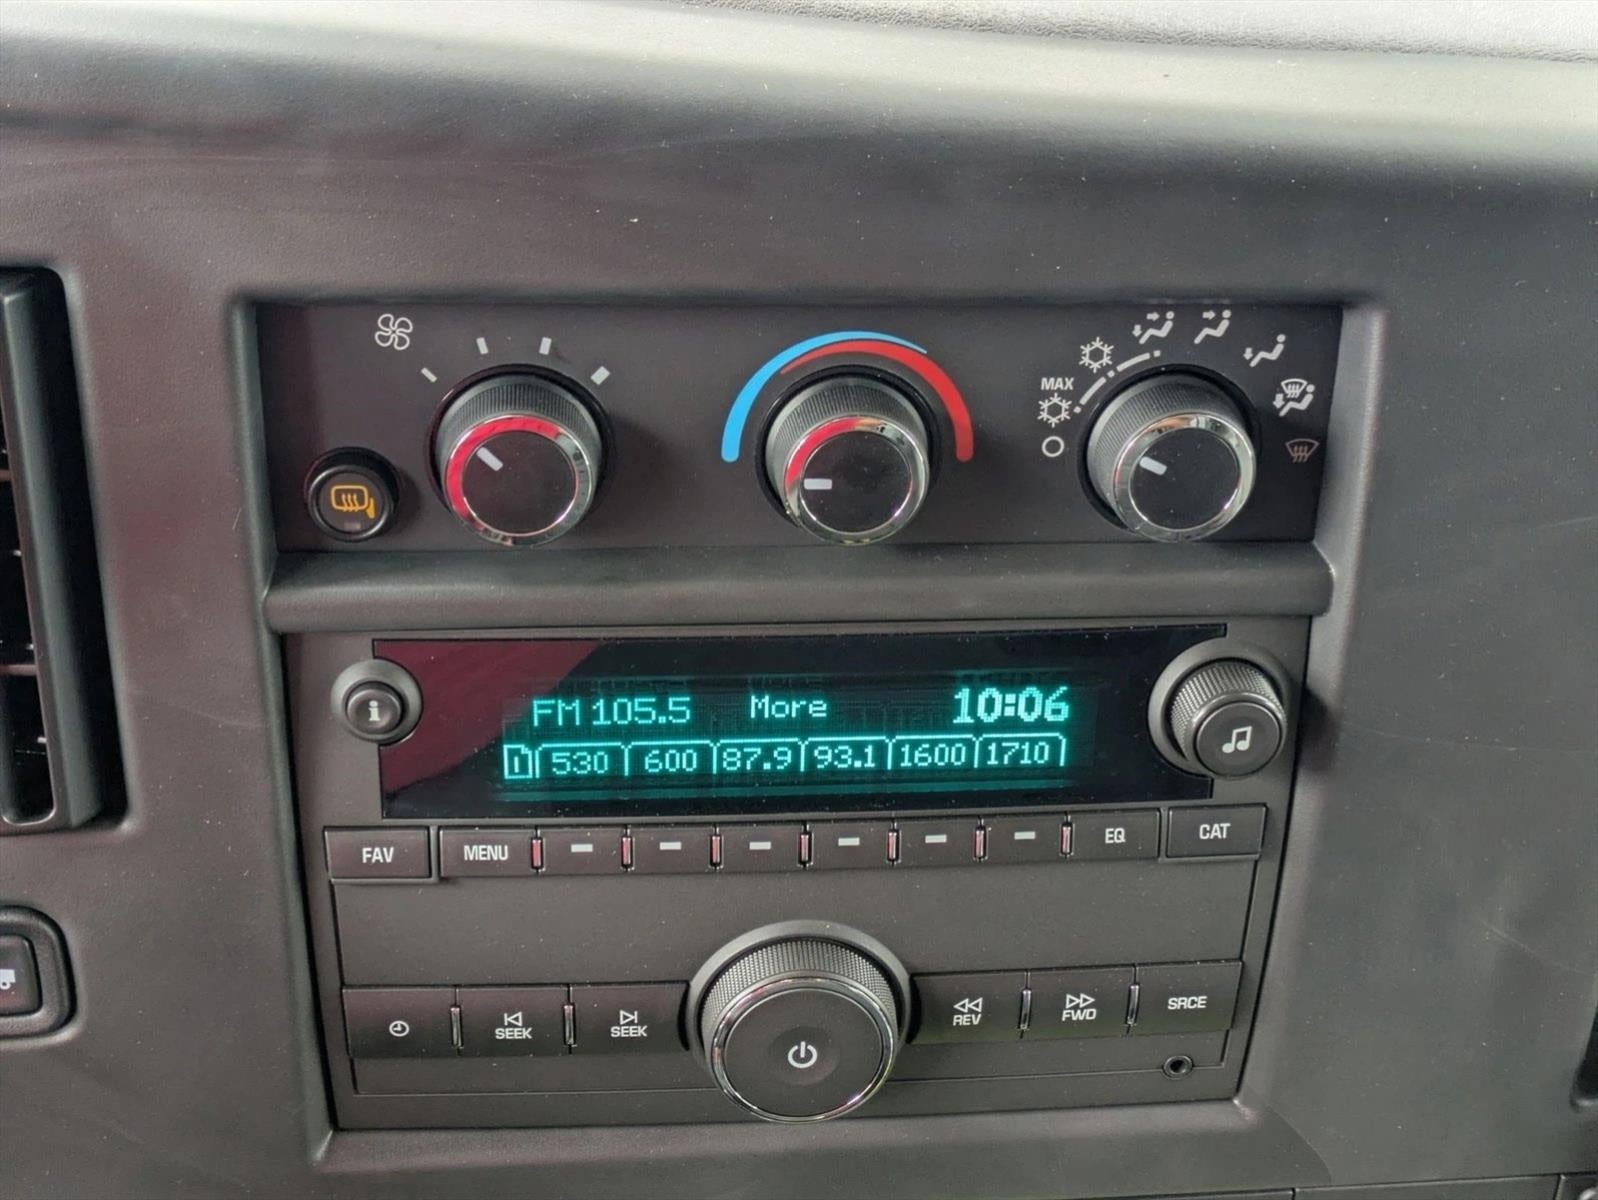 MAX
FM 105.5 More 10:06
1 530 600 87.9 93.1 1600 1710
i
FAV MENU EQ CAT
SEEK SEEK REV FWD SRCE